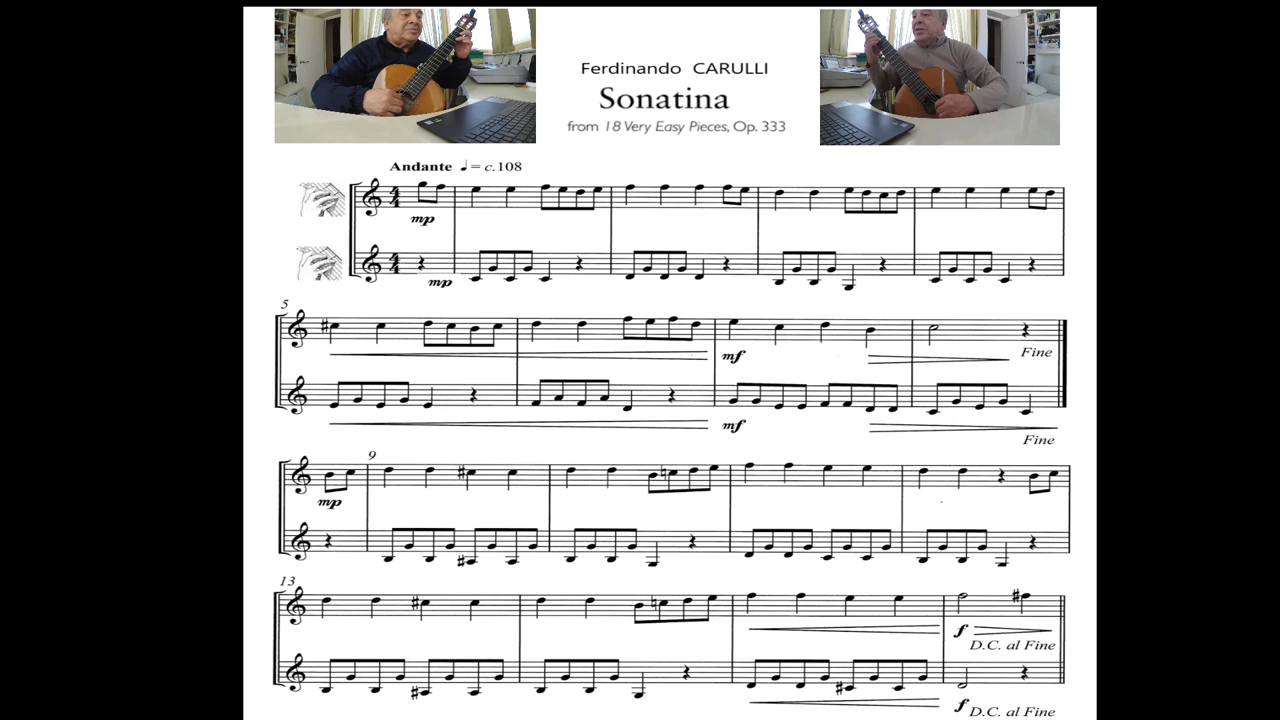 Ferdinando CARULLI
Sonatina
from 18 Very Easy Pieces, Op. 333
Andante ♩ = c.108
mp
mp
5
mf
Fine
mf
Fine
9
mp
13
f
D.C. al Fine
f D.C. al Fine